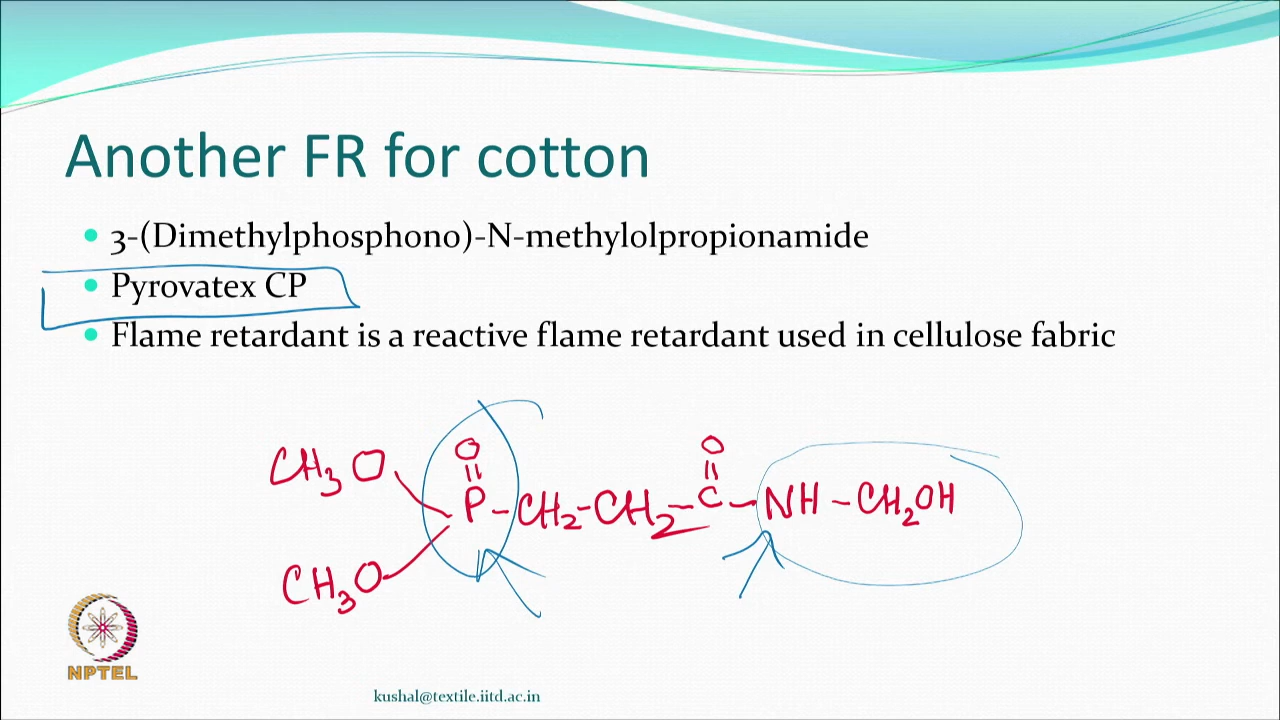 Another FR for cotton
3-(Dimethylphosphono)-N-methylolpropionamide
Pyrovatex CP
Flame retardant is a reactive flame retardant used in cellulose fabric
O
O
CH3O
||
||
P-CH2-CH2-C-NH-CH2OH
CH3O
NPTEL
kushal@textile.iitd.ac.in